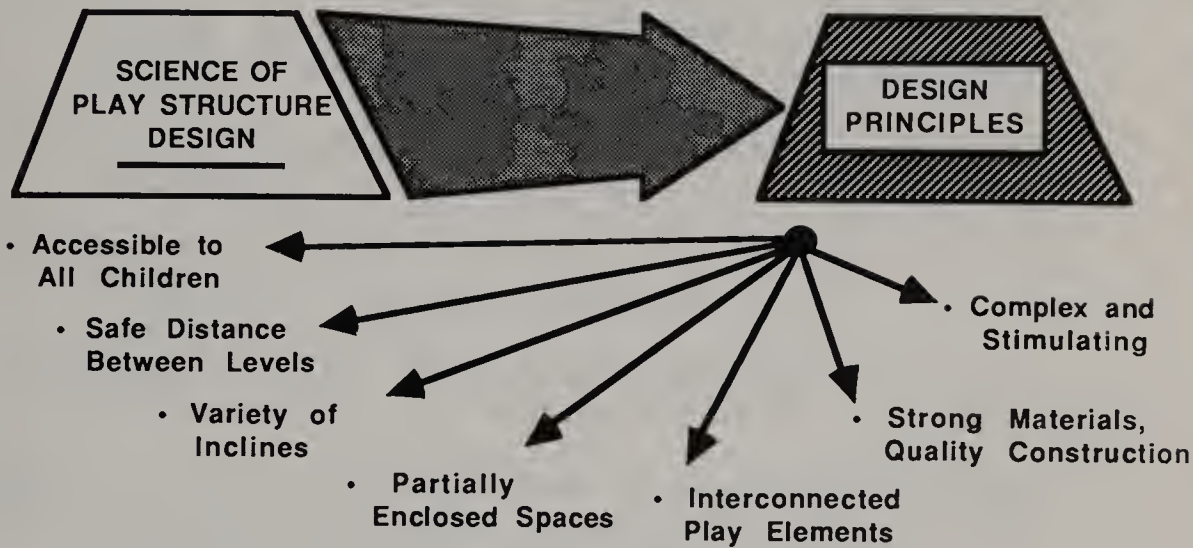 SCIENCE OF
PLAY STRUCTURE
DESIGN
DESIGN
PRINCIPLES
• Accessible to
All Children
• Safe Distance
Between Levels
• Variety of
Inclines
• Partially
Enclosed Spaces
• Interconnected
Play Elements
• Strong Materials,
Quality Construction
• Complex and
Stimulating